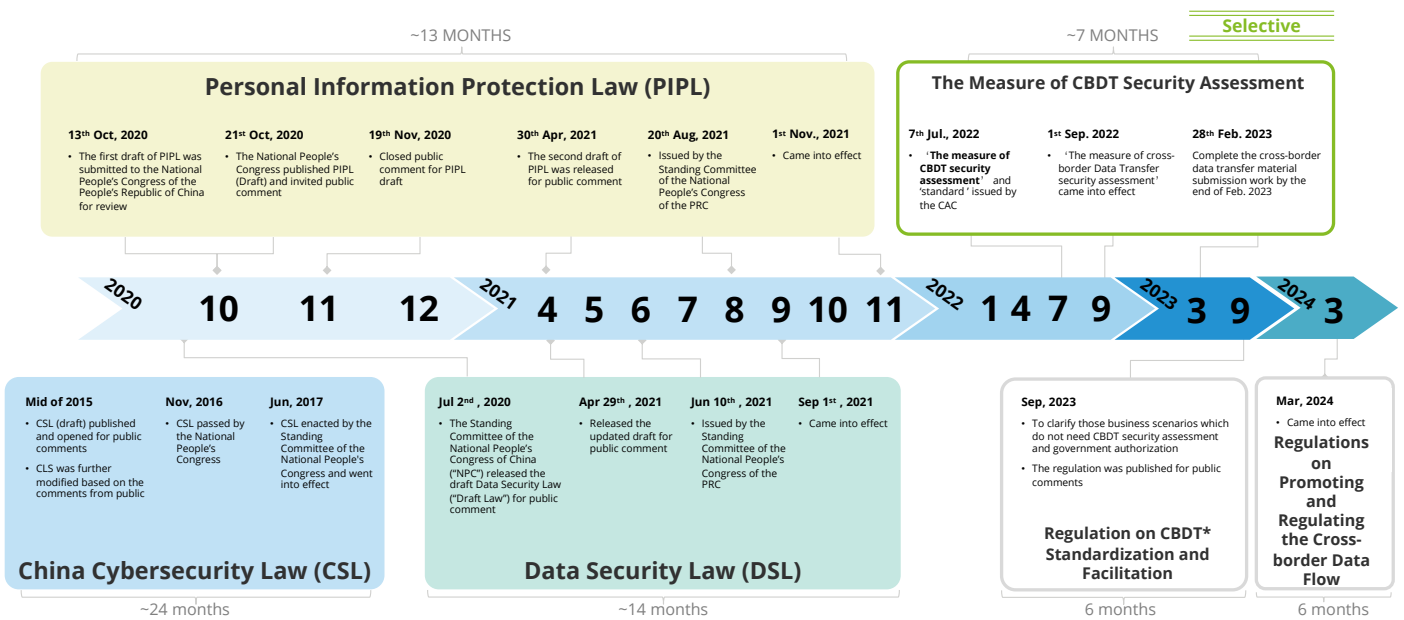 ~13 MONTHS
~7 MONTHS
Selective
Personal Information Protection Law (PIPL)
13th Oct, 2020
• The first draft of PIPL was
submitted to the National
People's Congress of the
People's Republic of China
for review
21st Oct, 2020
• The National People's
Congress published PIPL
(Draft) and invited public
comment
19th Nov, 2020
• Closed public
comment for PIPL
draft
30th Apr, 2021
• The second draft of
PIPL was released
for public comment
20th Aug, 2021
• Issued by the
Standing Committee
of the National
People's Congress
of the PRC
1st Nov., 2021
• Came into effect
The Measure of CBDT Security Assessment
7th Jul., 2022
• 'The measure of
CBDT security
assessment' and
'standard' issued by
the CAC
1st Sep. 2022
• 'The measure of cross-
border Data Transfer
security assessment'
came into effect
28th Feb. 2023
Complete the cross-border
data transfer material
submission work by the
end of Feb. 2023
2020 10 11 12 2021 4 5 6 7 8 9 10 11 2022 1 4 7 9 2023 3 9 2024 3
Mid of 2015
• CSL (draft) published
and opened for public
comments
• CLS was further
modified based on the
comments from public
Nov, 2016
• CSL passed by
the National
People's
Congress
Jun, 2017
• CSL enacted by the
Standing
Committee of the
National People's
Congress and went
into effect
China Cybersecurity Law (CSL)
~24 months
Jul 2nd , 2020
• The Standing
Committee of the
National People's
Congress of China
("NPC") released the
draft Data Security Law
("Draft Law") for public
comment
Apr 29th , 2021
• Released the
updated draft for
public comment
Jun 10th , 2021
• Issued by the
Standing
Committee of the
National People's
Congress of the
PRC
Sep 1st , 2021
• Came into effect
Data Security Law (DSL)
~14 months
Sep, 2023
• To clarify those business scenarios which
do not need CBDT security assessment
and government authorization
• The regulation was published for public
comments
Regulation on CBDT*
Standardization and
Facilitation
6 months
Mar, 2024
• Came into effect
Regulations
on
Promoting
and
Regulating
the Cross-
border Data
Flow
6 months